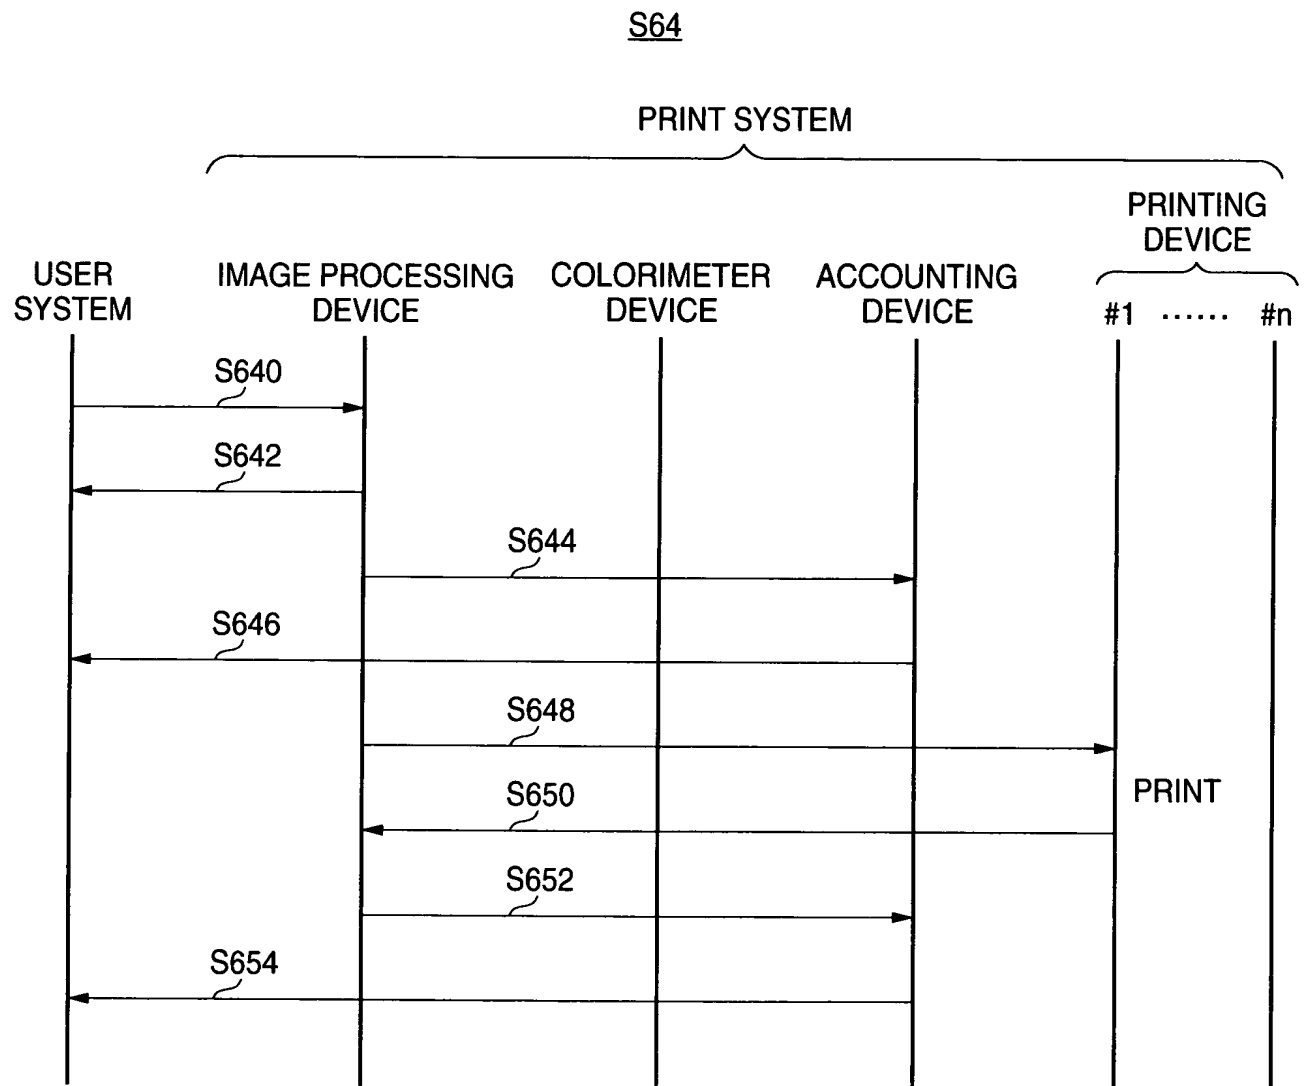 S64
PRINT SYSTEM
PRINTING
DEVICE
USER
SYSTEM
IMAGE PROCESSING
DEVICE
COLORIMETER
DEVICE
ACCOUNTING
DEVICE
#1 ...... #n
S640
S642
S644
S646
S648
PRINT
S650
S652
S654